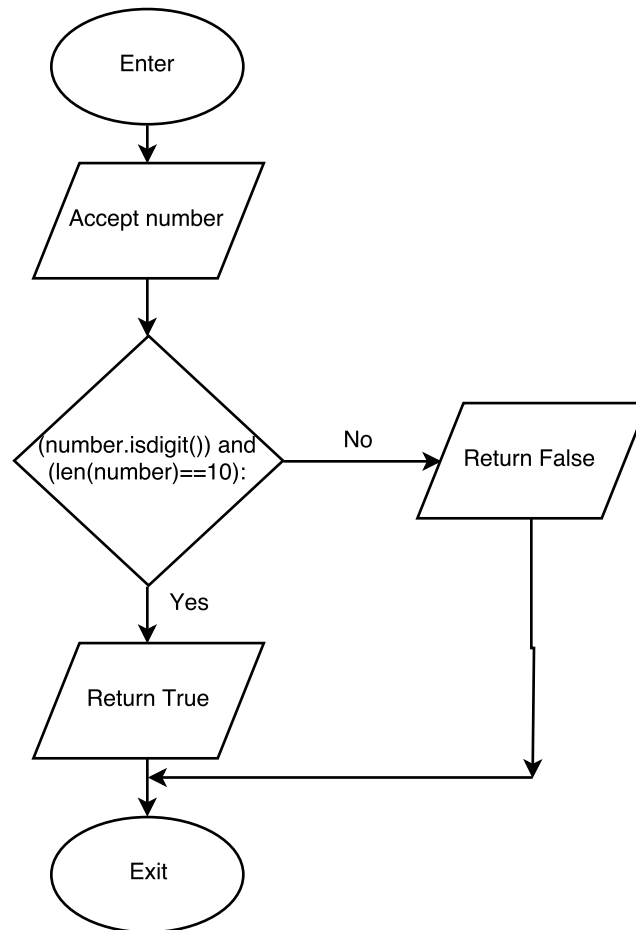 Enter
Accept number
(number.isdigit()) and
(len(number)==10):
No
Return False
Yes
Return True
Exit